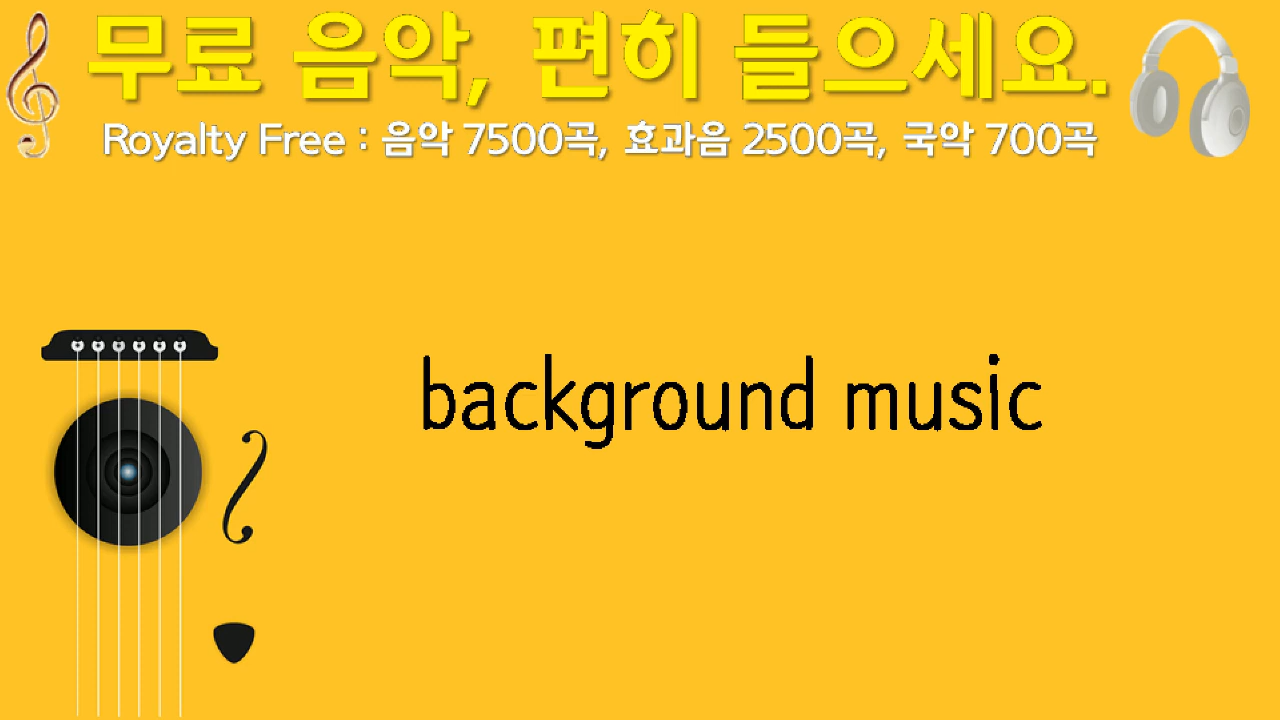 무료 음악, 편히 들으세요.
Royalty Free : 음악 7500곡, 효과음 2500곡, 국악 700곡
background music